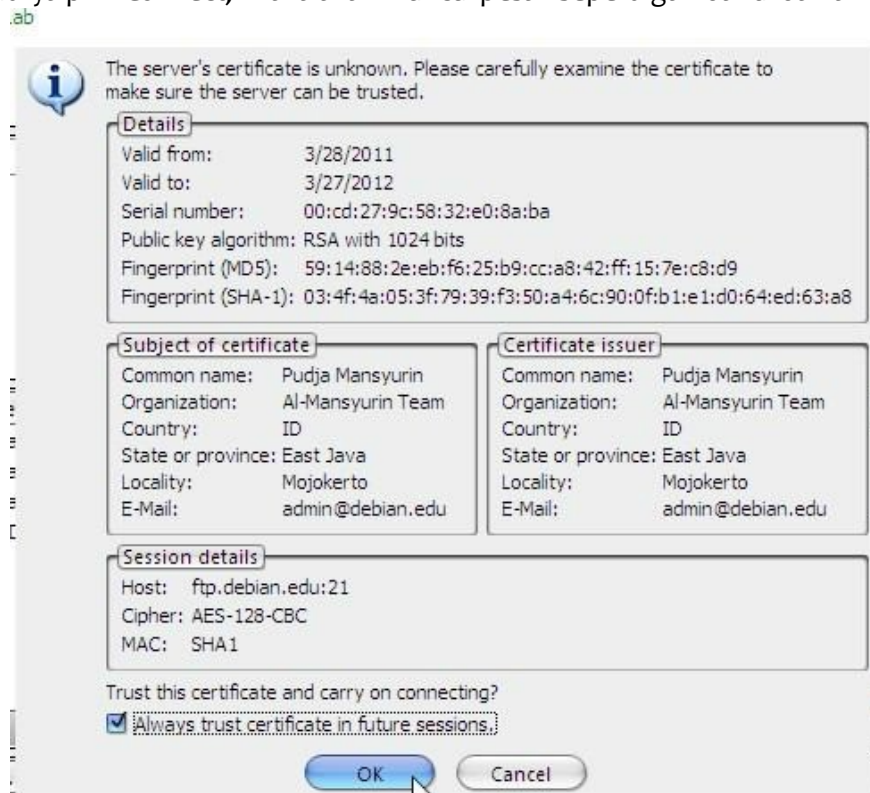 ab
The server's certificate is unknown. Please carefully examine the certificate to
make sure the server can be trusted.
Details
Valid from: 3/28/2011
Valid to: 3/27/2012
Serial number: 00:cd:27:9c:58:32:e0:8a:ba
Public key algorithm: RSA with 1024 bits
Fingerprint (MD5): 59:14:88:2e:eb:f6:25:b9:cc:a8:42:ff:15:7e:c8:d9
Fingerprint (SHA-1): 03:4f:4a:05:3f:79:39:f3:50:a4:6c:90:0f:b1:e1:d0:64:ed:63:a8
Subject of certificate
Common name: Pudja Mansyurin
Organization: Al-Mansyurin Team
Country: ID
State or province: East Java
Locality: Mojokerto
E-Mail: admin@debian.edu
Certificate issuer
Common name: Pudja Mansyurin
Organization: Al-Mansyurin Team
Country: ID
State or province: East Java
Locality: Mojokerto
E-Mail: admin@debian.edu
Session details
Host: ftp.debian.edu:21
Cipher: AES-128-CBC
MAC: SHA1
Trust this certificate and carry on connecting?
Always trust certificate in future sessions.
OK
Cancel